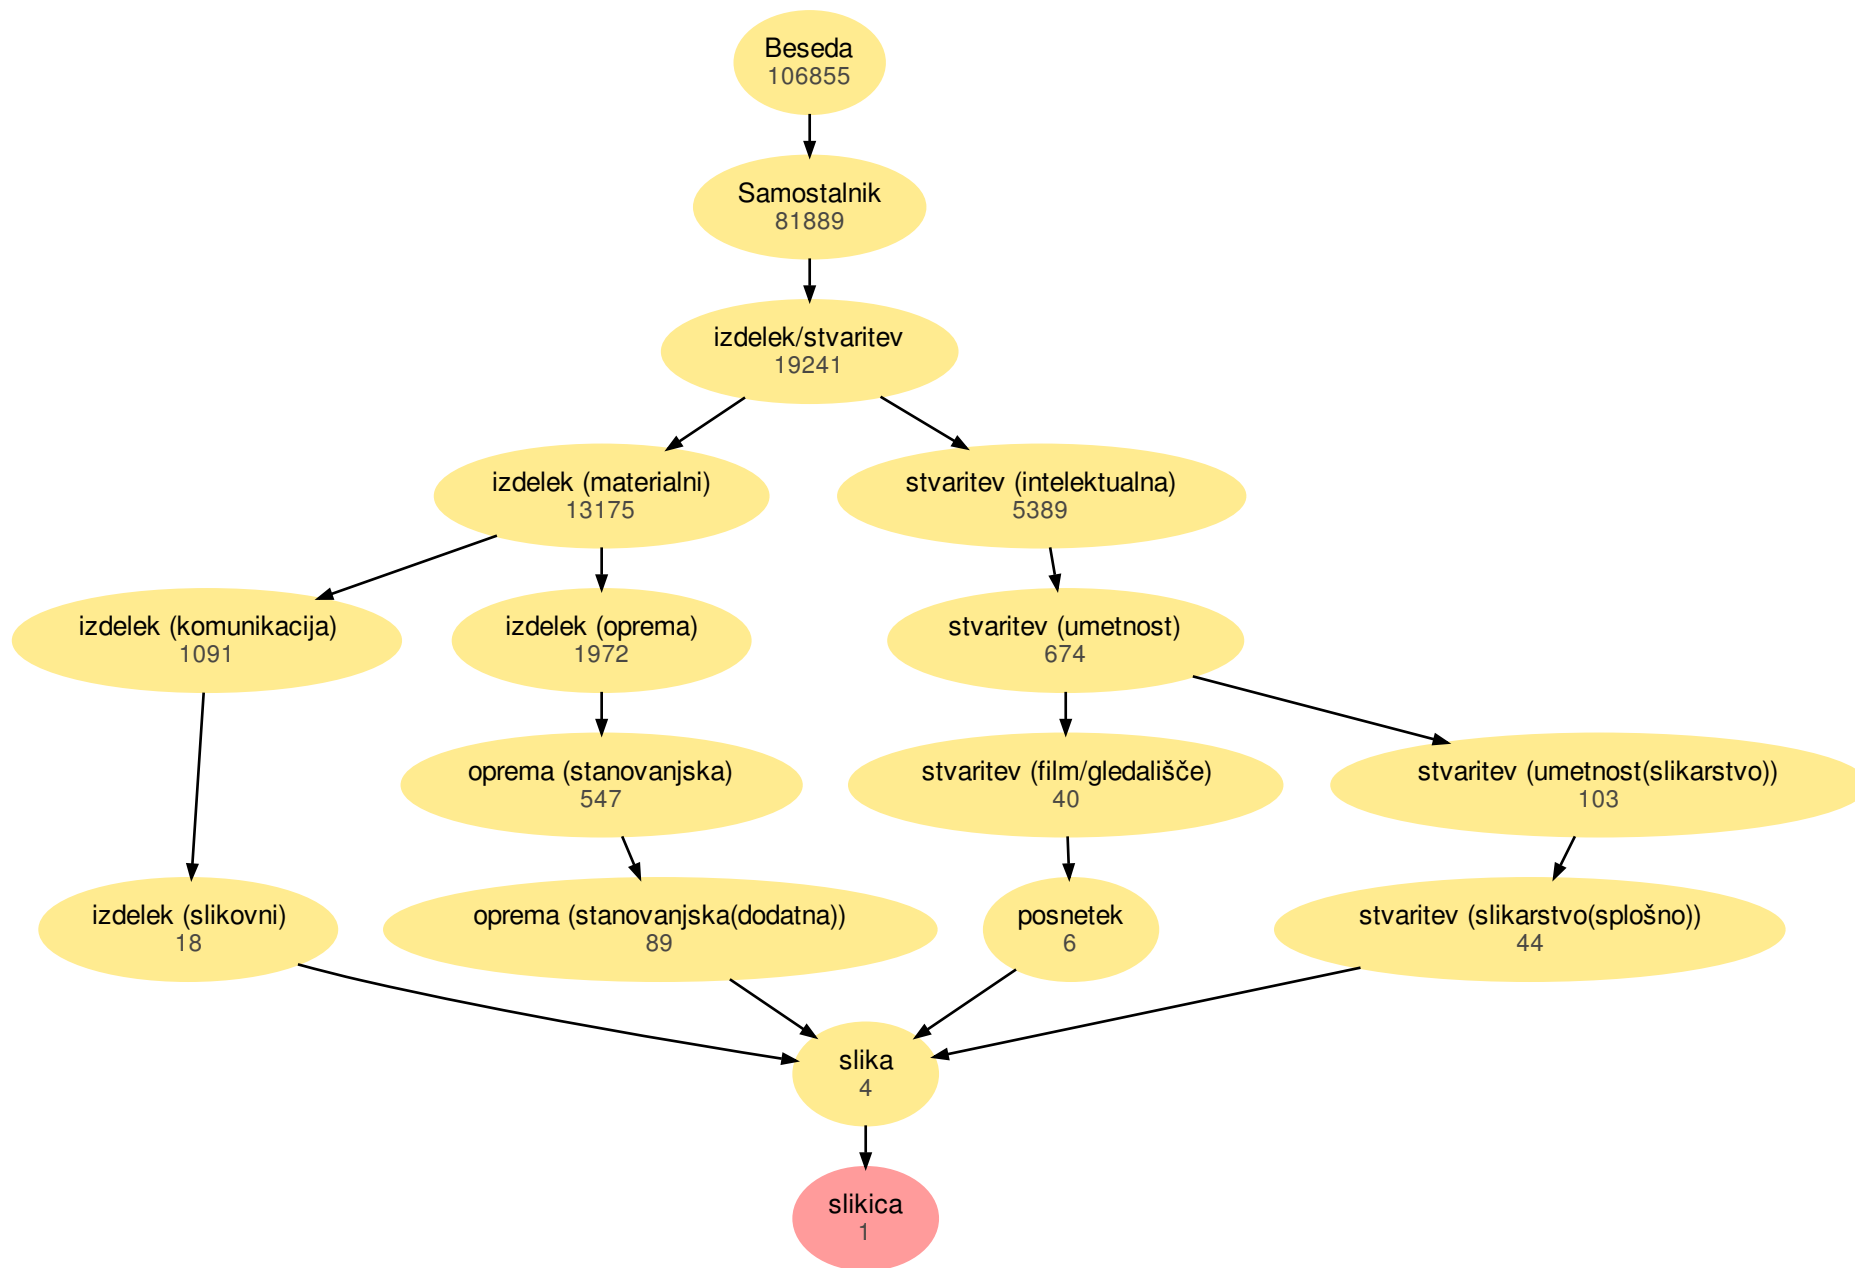 Beseda
106855
Samostalnik
81889
izdelek/stvaritev
19241
izdelek (materialni)
13175
stvaritev (intelektualna)
5389
izdelek (komunikacija)
1091
izdelek (oprema)
1972
stvaritev (umetnost)
674
oprema (stanovanjska)
547
stvaritev (film/gledališče)
40
stvaritev (umetnost(slikarstvo))
103
izdelek (slikovni)
18
oprema (stanovanjska(dodatna))
89
posnetek
6
stvaritev (slikarstvo(splošno))
44
slika
4
slikica
1